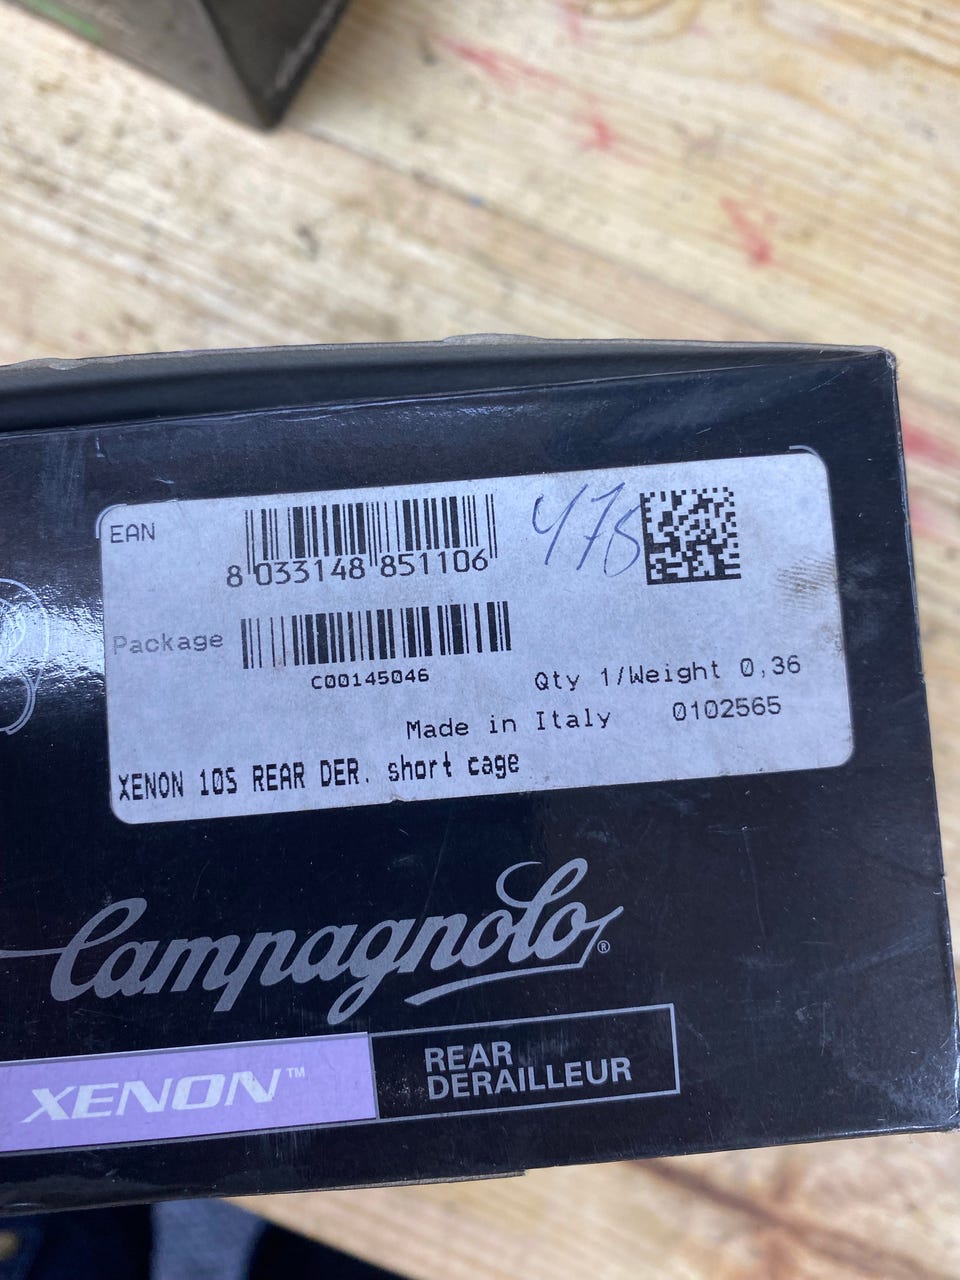 EAN
8 033148 851106
478
Package
C00145046
Qty 1/Weight 0,36
Made in Italy 0102565
XENON 10S REAR DER. short cage
Campagnolo®
XENON™
REAR
DERAILLEUR